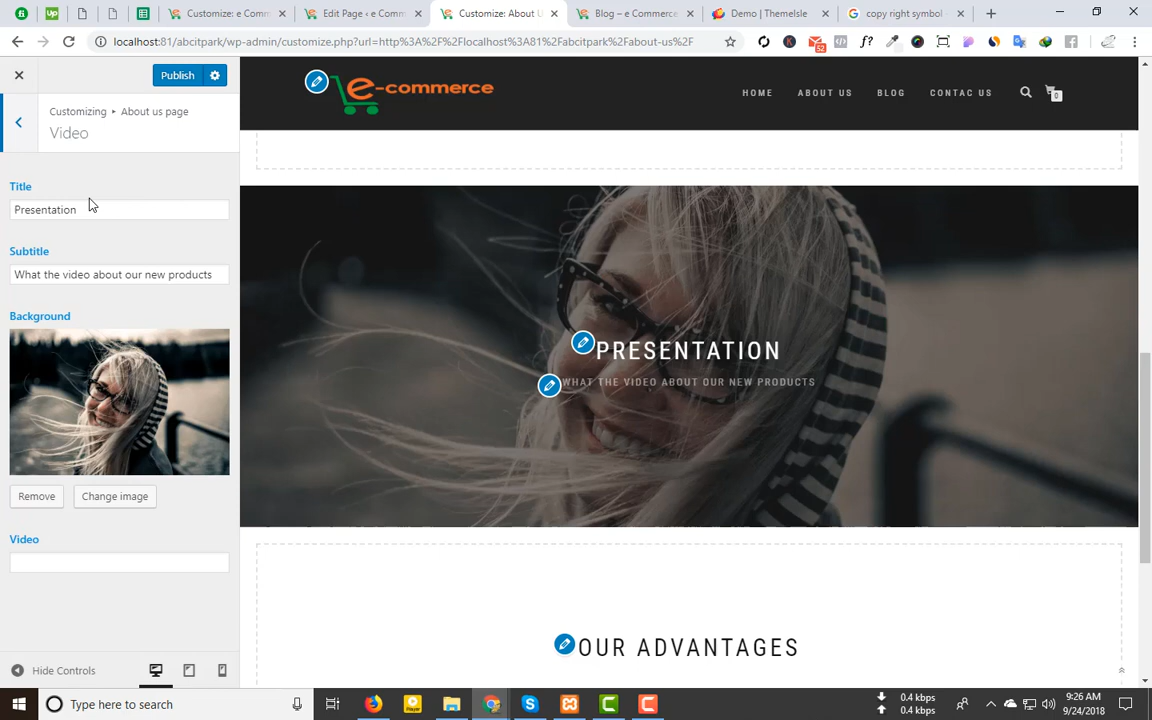 Customize: e Comm
Edit Page ‹ e Comm
Customize: About U
Blog – e Commerce
Demo | ThemeIsle
copy right symbol
localhost:81/abcitpark/wp-admin/customize.php?url=http%3A%2F%2Flocalhost%3A81%2Fabcitpark%2Fabout-us%2F
52
f?
Publish
Customizing ▸ About us page
Video
Title
Presentation
Subtitle
What the video about our new products
Background
Remove
Change image
Video
Hide Controls
e-commerce
HOME
ABOUT US
BLOG
CONTAC US
0
PRESENTATION
WHAT THE VIDEO ABOUT OUR NEW PRODUCTS
OUR ADVANTAGES
Type here to search
0.4 kbps
0.4 kbps
9:26 AM
9/24/2018